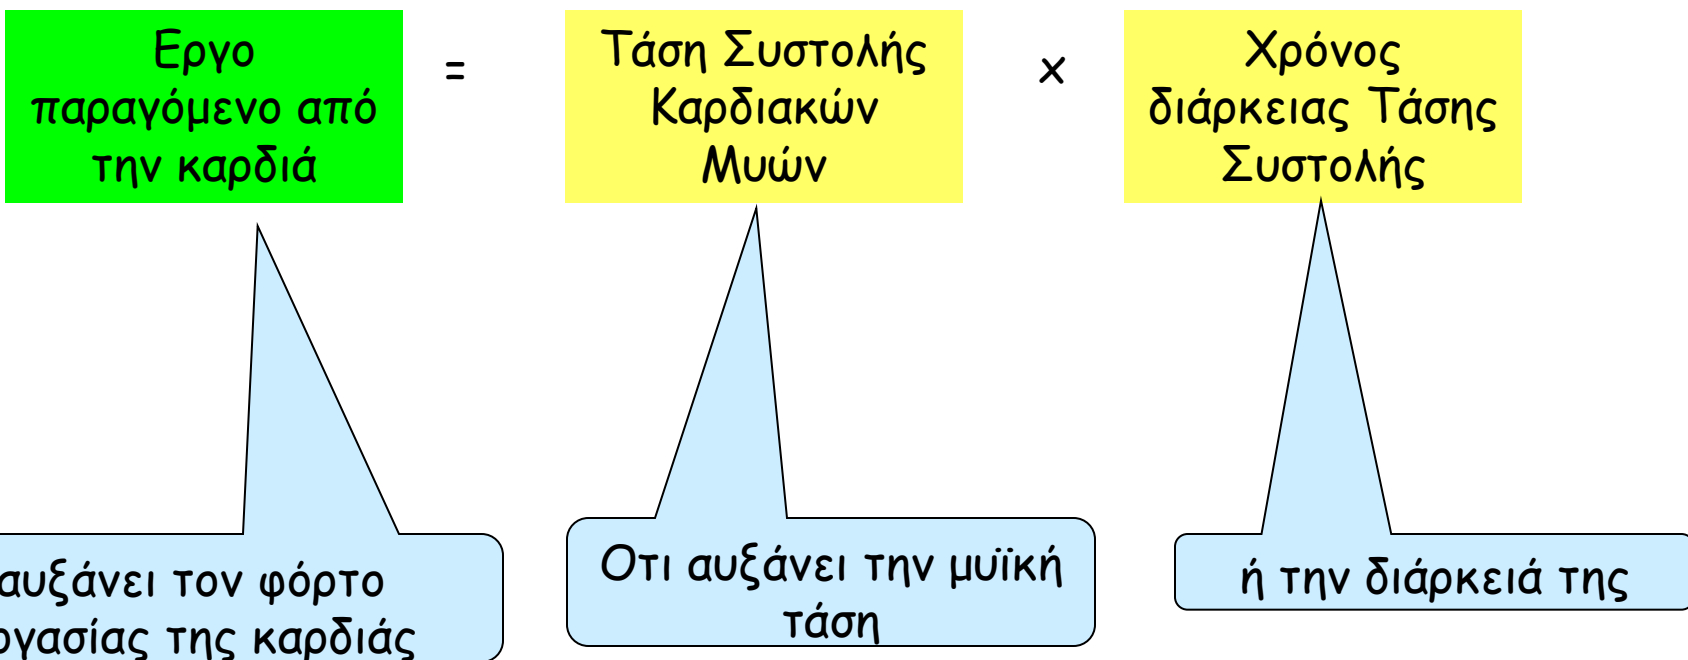 Εργο
παραγόμενο από
την καρδιά
=
Τάση Συστολής
Καρδιακών
Μυών
x
Χρόνος
διάρκειας Τάσης
Συστολής
αυξάνει τον φόρτο
ργασίας της καρδιάς
Οτι αυξάνει την μυϊκή
τάση
ή την διάρκειά της